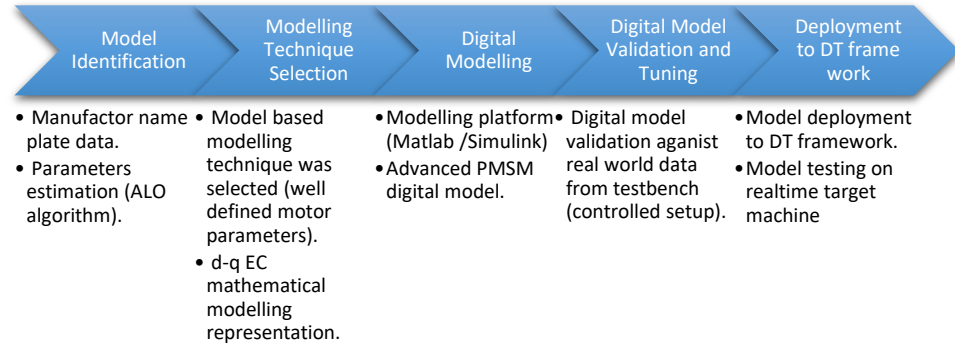 Model
Identification
Modelling
Technique
Selection
Digital
Modelling
Digital Model
Validation and
Tuning
Deployment
to DT frame
work
• Manufactor name
plate data.
• Parameters
estimation (ALO
algorithm).
• Model based
modelling
technique was
selected (well
defined motor
parameters).
• d-q EC
mathematical
modelling
representation.
•Modelling platform
(Matlab /Simulink)
•Advanced PMSM
digital model.
• Digital model
validation aganist
real world data
from testbench
(controlled setup).
•Model deployment
to DT framework.
•Model testing on
realtime target
machine